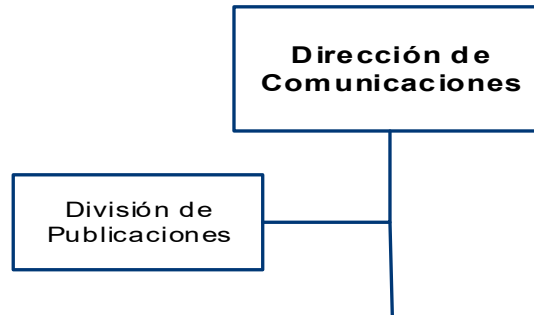 Dirección de
Comunicaciones
División de
Publicaciones